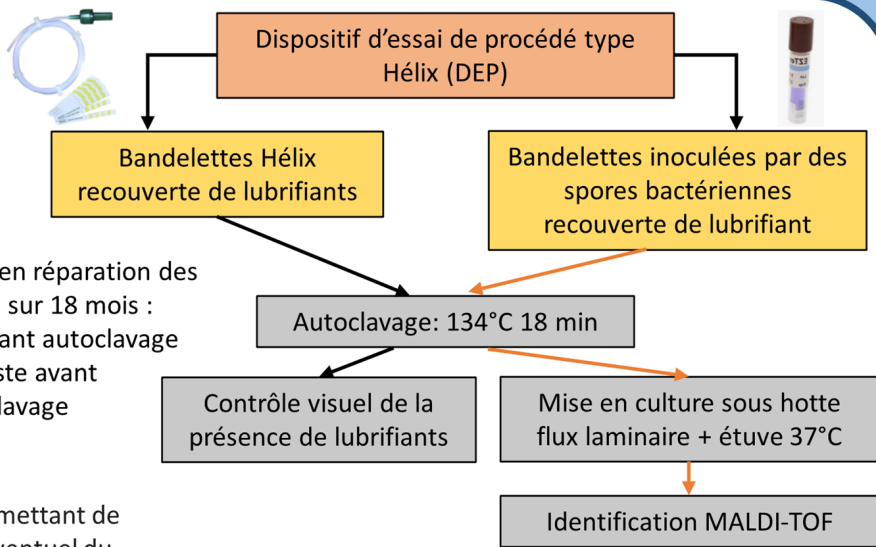 Dispositif d’essai de procédé type
Hélix (DEP)
Bandelettes Hélix
recouverte de lubrifiants
Bandelettes inoculées par des
spores bactériennes
recouverte de lubrifiant
en réparation des
sur 18 mois :
ant autoclavage
ste avant
lavage
Autoclavage: 134°C 18 min
Contrôle visuel de la
présence de lubrifiants
Mise en culture sous hotte
flux laminaire + étuve 37°C
mettant de
Identification MALDI-TOF